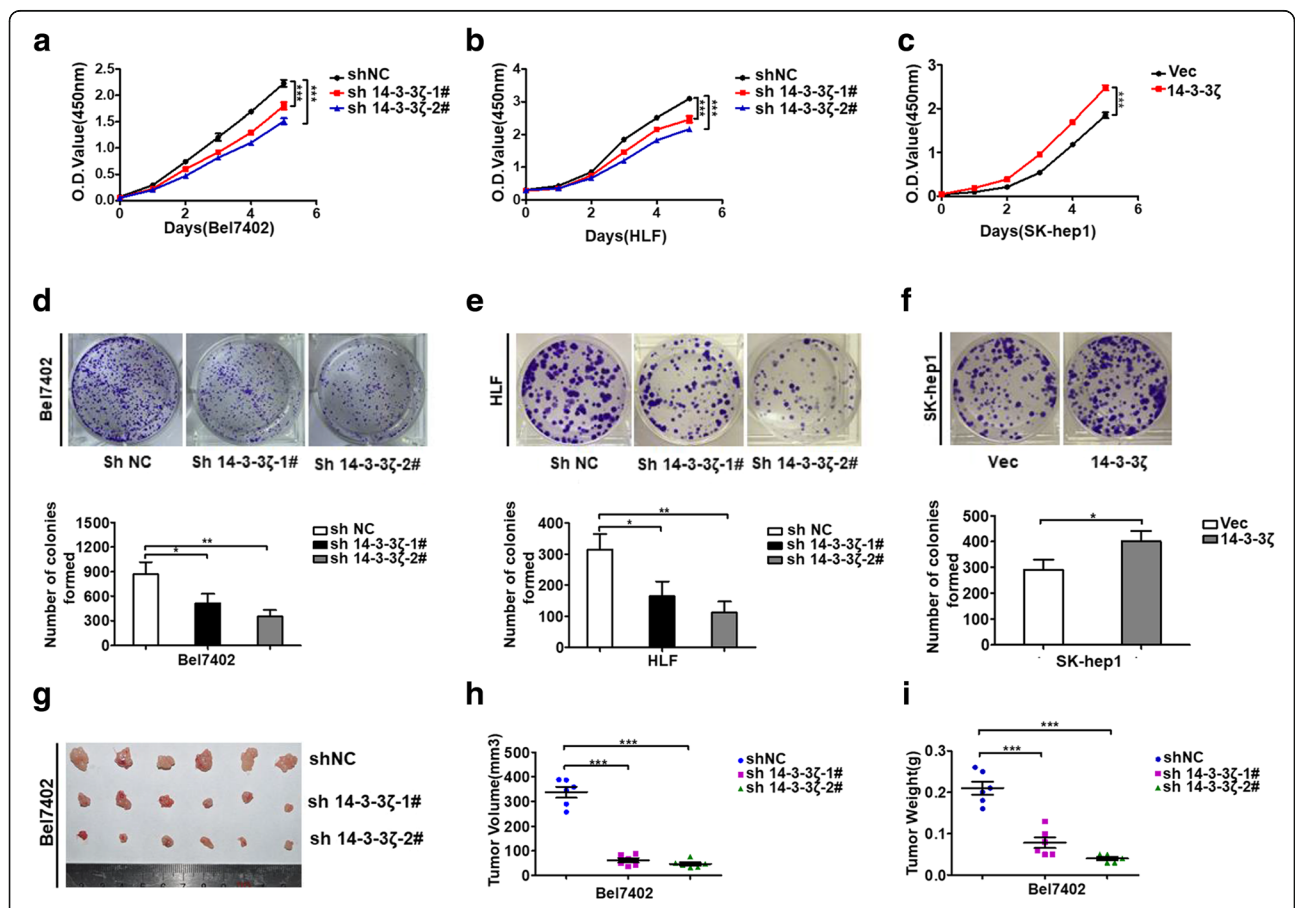 a
O.D.Value(450nm)
2.5
2.0
1.5
1.0
0.5
0.0
0
2
4
6
Days(Bel7402)
shNC
sh 14-3-3ζ-1#
sh 14-3-3ζ-2#
***
***
b
O.D.Value(450nm)
4
3
2
1
0
0
2
4
6
Days(HLF)
shNC
sh 14-3-3ζ-1#
sh 14-3-3ζ-2#
***
***
c
O.D.Value(450nm)
3
2
1
0
0
2
4
6
Days(SK-hep1)
Vec
14-3-3ζ
***
d
Bel7402
Sh NC
Sh 14-3-3ζ-1#
Sh 14-3-3ζ-2#
Number of colonies
formed
1500
1200
900
600
300
0
*
**
Bel7402
sh NC
sh 14-3-3ζ-1#
sh 14-3-3ζ-2#
e
HLF
Sh NC
Sh 14-3-3ζ-1#
Sh 14-3-3ζ-2#
Number of colonies
formed
400
300
200
100
0
*
**
HLF
sh NC
sh 14-3-3ζ-1#
sh 14-3-3ζ-2#
f
SK-hep1
Vec
14-3-3ζ
Number of colonies
formed
500
400
300
200
100
0
*
SK-hep1
Vec
14-3-3ζ
g
Bel7402
shNC
sh 14-3-3ζ-1#
sh 14-3-3ζ-2#
h
Tumor Volume(mm3)
500
400
300
200
100
0
***
***
Bel7402
shNC
sh 14-3-3ζ-1#
sh 14-3-3ζ-2#
i
Tumor Weight(g)
0.3
0.2
0.1
0.0
***
***
Bel7402
shNC
sh 14-3-3ζ-1#
sh 14-3-3ζ-2#